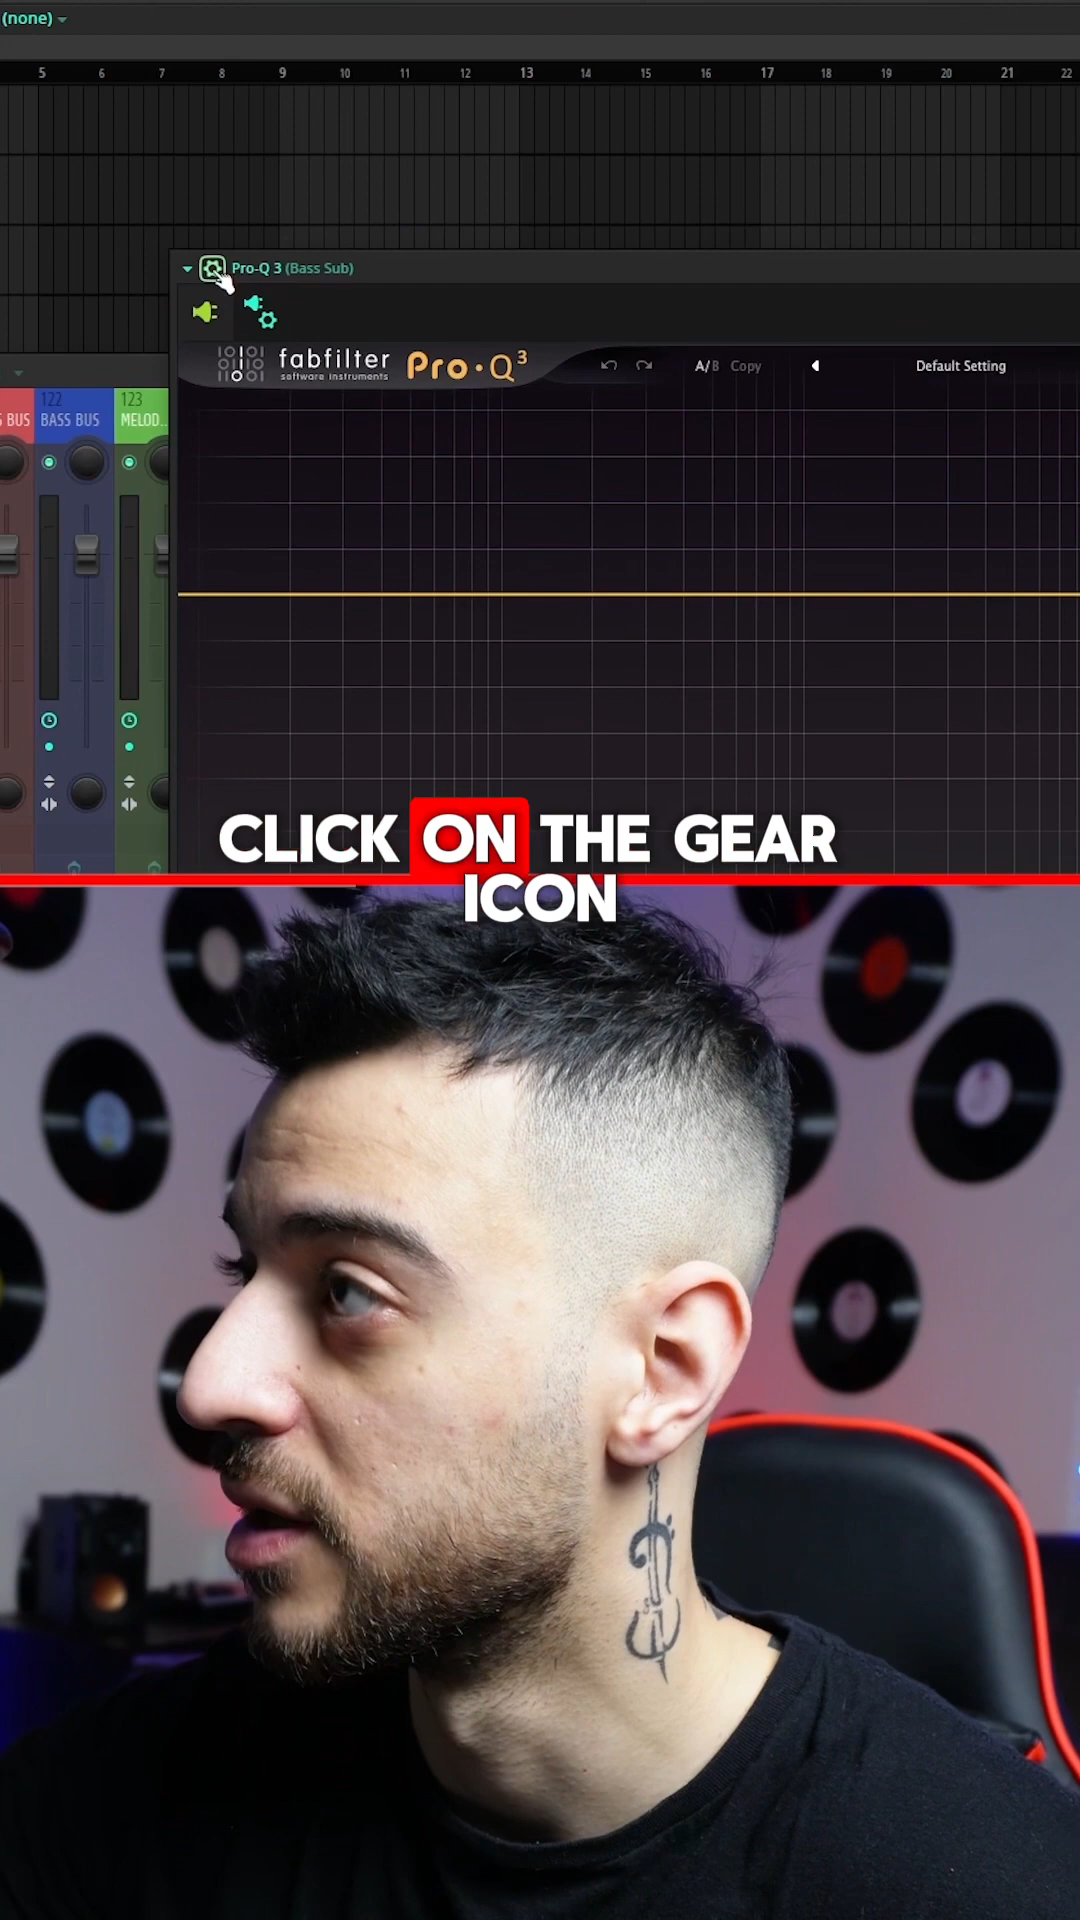 (none)
5 6 7 8 9 10 11 12 13 14 15 16 17 18 19 20 21 22
Pro-Q 3 (Bass Sub)
fabfilter Pro·Q3
software instruments
A/B Copy
Default Setting
122 123
S BUS BASS BUS MELOD...
CLICK ON THE GEAR
ICON